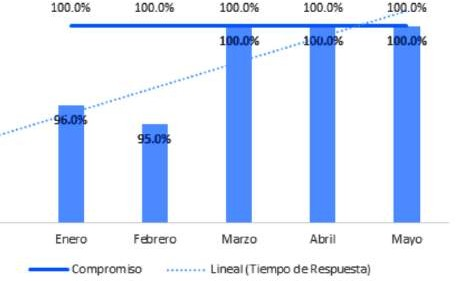 100.0% 100.0% 100.0% 100.0% 100.0%
100.0% 100.0% 100.0%
96.0%
95.0%
Enero Febrero Marzo Abril Mayo
Compromiso Lineal (Tiempo de Respuesta)